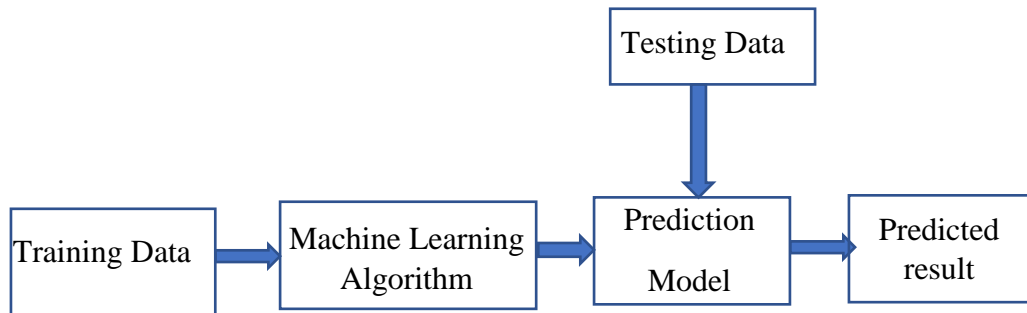 Testing Data
Training Data
Machine Learning
Algorithm
Prediction
Model
Predicted
result